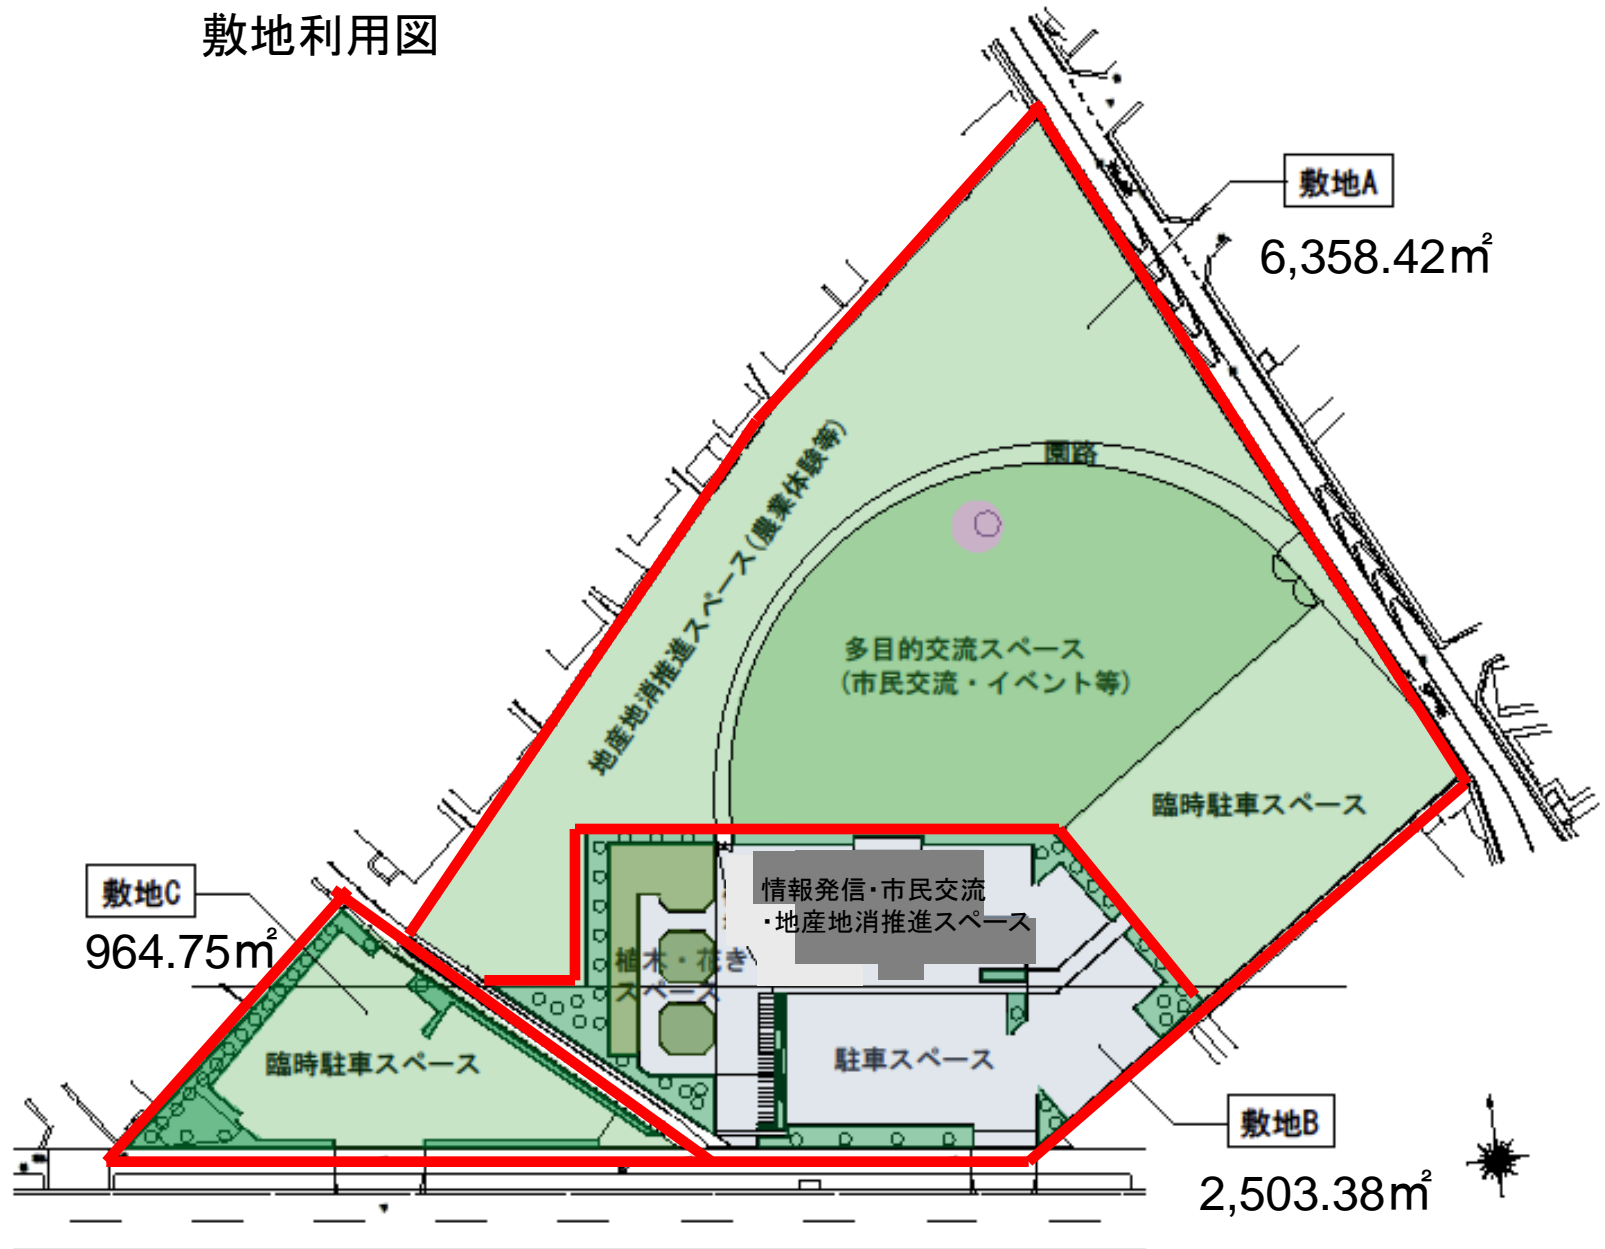 敷地利用図
敷地A
6,358.42㎡
園路
地産地消推進スペース(農業体験等)
多目的交流スペース
(市民交流・イベント等)
臨時駐車スペース
敷地C
964.75㎡
情報発信・市民交流
・地産地消推進スペース
植木・花き
スペース
臨時駐車スペース
駐車スペース
敷地B
2,503.38㎡